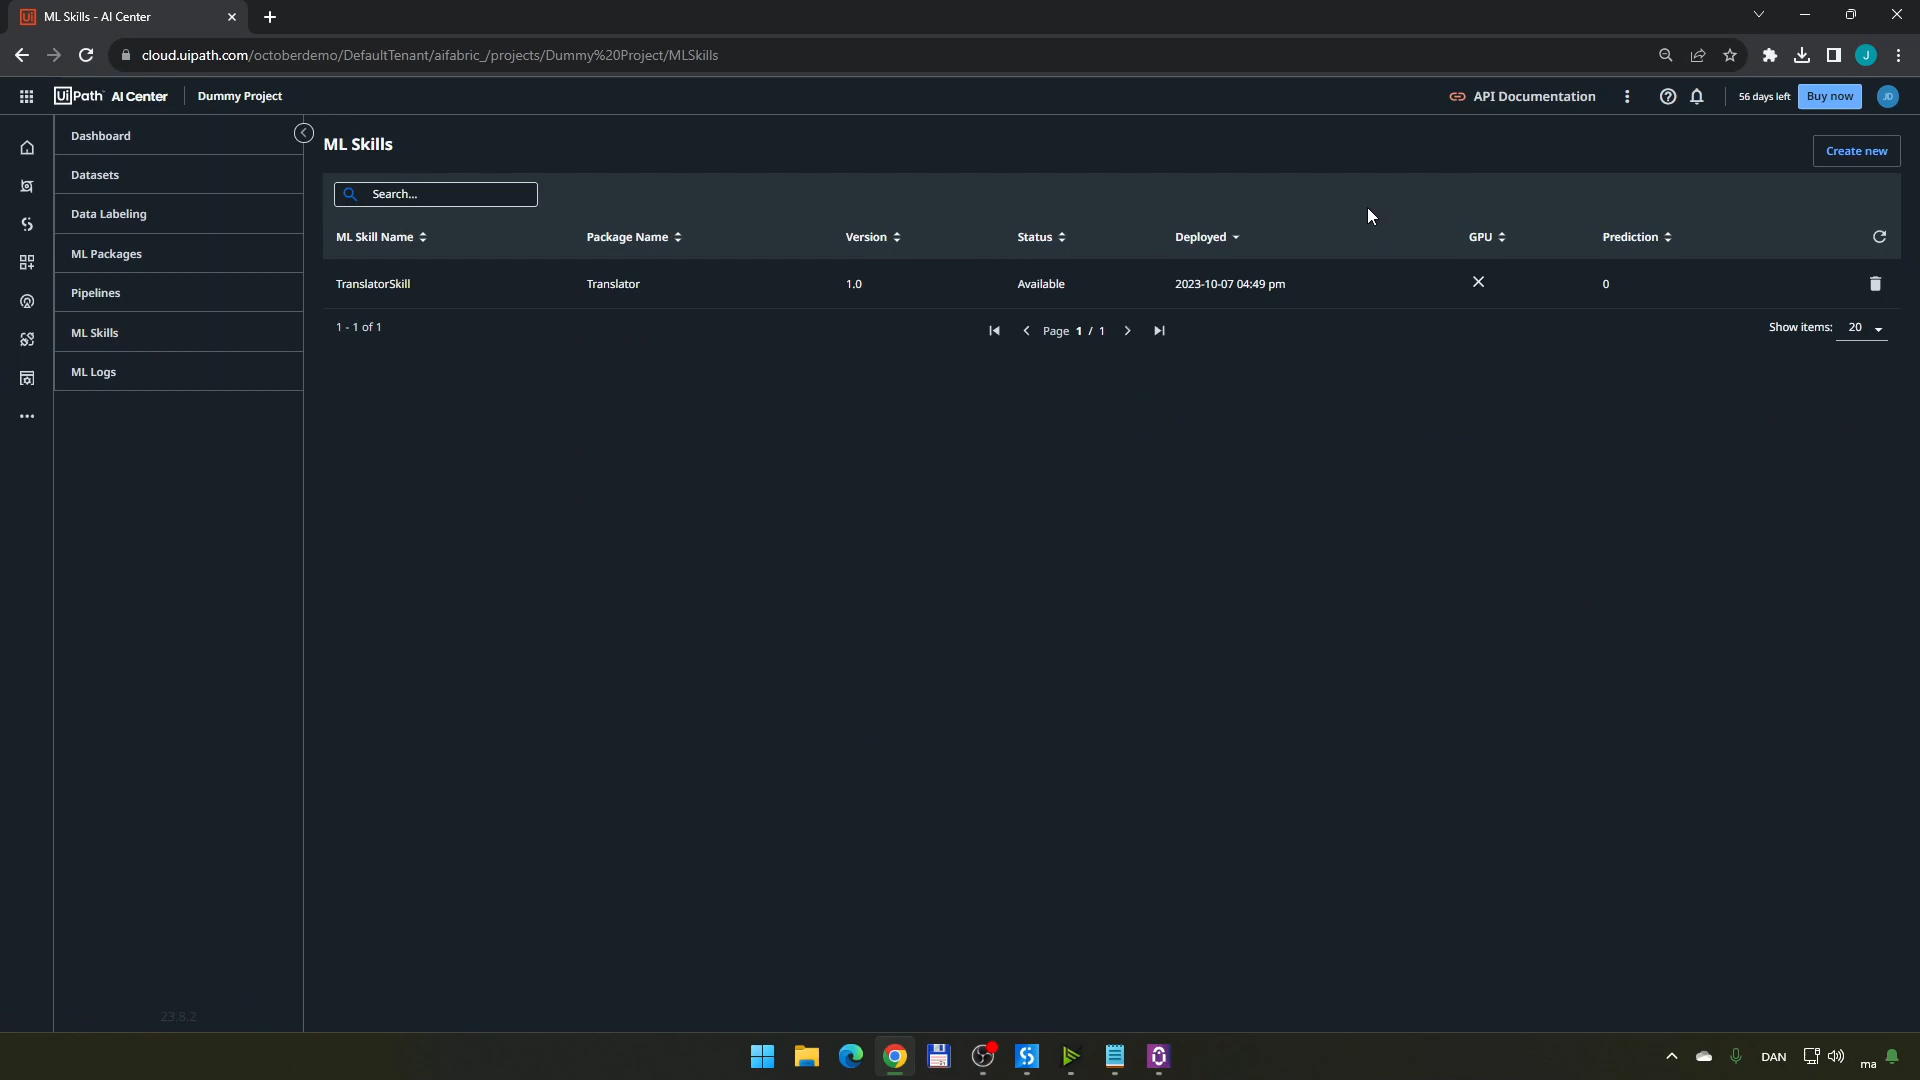 ML Skills - AI Center
cloud.uipath.com/octoberdemo/DefaultTenant/aifabric_/projects/Dummy%20Project/MLSkills
J
UiPath AI Center Dummy Project API Documentation 56 days left Buy now JD
Dashboard
Datasets
Data Labeling
ML Packages
Pipelines
ML Skills
ML Logs
23.8.2
ML Skills
Create new
Search...
ML Skill Name Package Name Version Status Deployed GPU Prediction
TranslatorSkill Translator 1.0 Available 2023-10-07 04:49 pm 0
1 - 1 of 1 Page 1 / 1 Show items: 20
DAN
ma